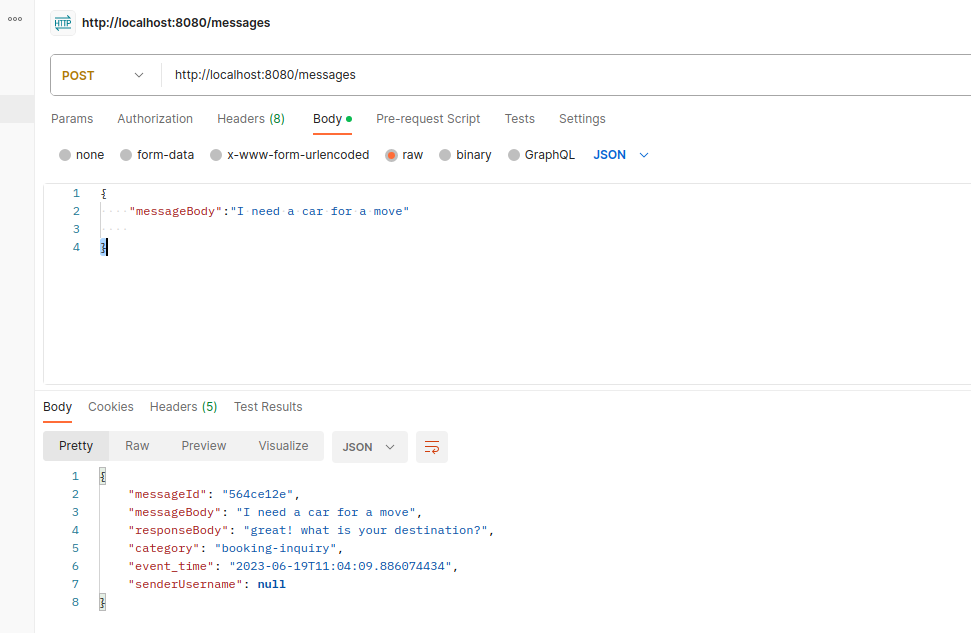 HTTP http://localhost:8080/messages
POST http://localhost:8080/messages
Params Authorization Headers (8) Body Pre-request Script Tests Settings
none form-data x-www-form-urlencoded raw binary GraphQL JSON
1 {
2 "messageBody":"I need a car for a move"
3
4 }
Body Cookies Headers (5) Test Results
Pretty Raw Preview Visualize JSON
1 {
2 "messageId": "564ce12e",
3 "messageBody": "I need a car for a move",
4 "responseBody": "great! what is your destination?",
5 "category": "booking-inquiry",
6 "event_time": "2023-06-19T11:04:09.886074434",
7 "senderUsername": null
8 }